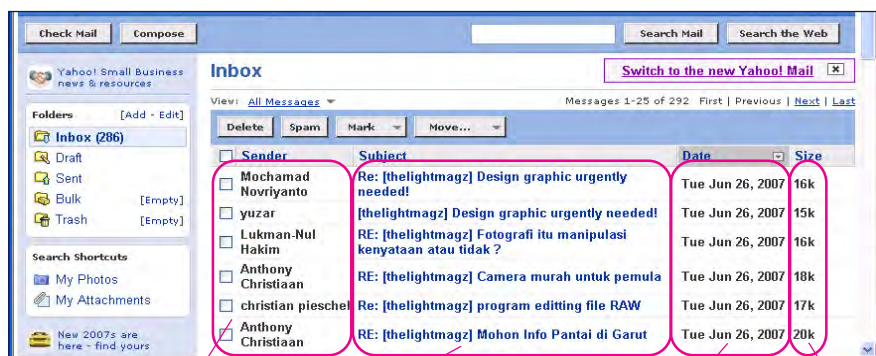 Check Mail Compose Search Mail Search the Web
Yahoo! Small Business
news & resources
Folders [Add - Edit]
Inbox (286)
Draft
Sent
Bulk [Empty]
Trash [Empty]
Search Shortcuts
My Photos
My Attachments
New 2007s are
here - find yours
Inbox
Switch to the new Yahoo! Mail
View: All Messages Messages 1-25 of 292 First | Previous | Next | Last
Delete Spam Mark Move...
Sender Subject Date Size
Mochamad
Novriyanto
Re: [thelightmagz] Design graphic urgently
needed!
Tue Jun 26, 2007 16k
yuzar [thelightmagz] Design graphic urgently needed! Tue Jun 26, 2007 15k
Lukman-Nul
Hakim
RE: [thelightmagz] Fotografi itu manipulasi
kenyataan atau tidak ?
Tue Jun 26, 2007 16k
Anthony
Christiaan
RE: [thelightmagz] Camera murah untuk pemula Tue Jun 26, 2007 18k
christian pieschel Re: [thelightmagz] program editting file RAW Tue Jun 26, 2007 17k
Anthony
Christiaan
RE: [thelightmagz] Mohon Info Pantai di Garut Tue Jun 26, 2007 20k